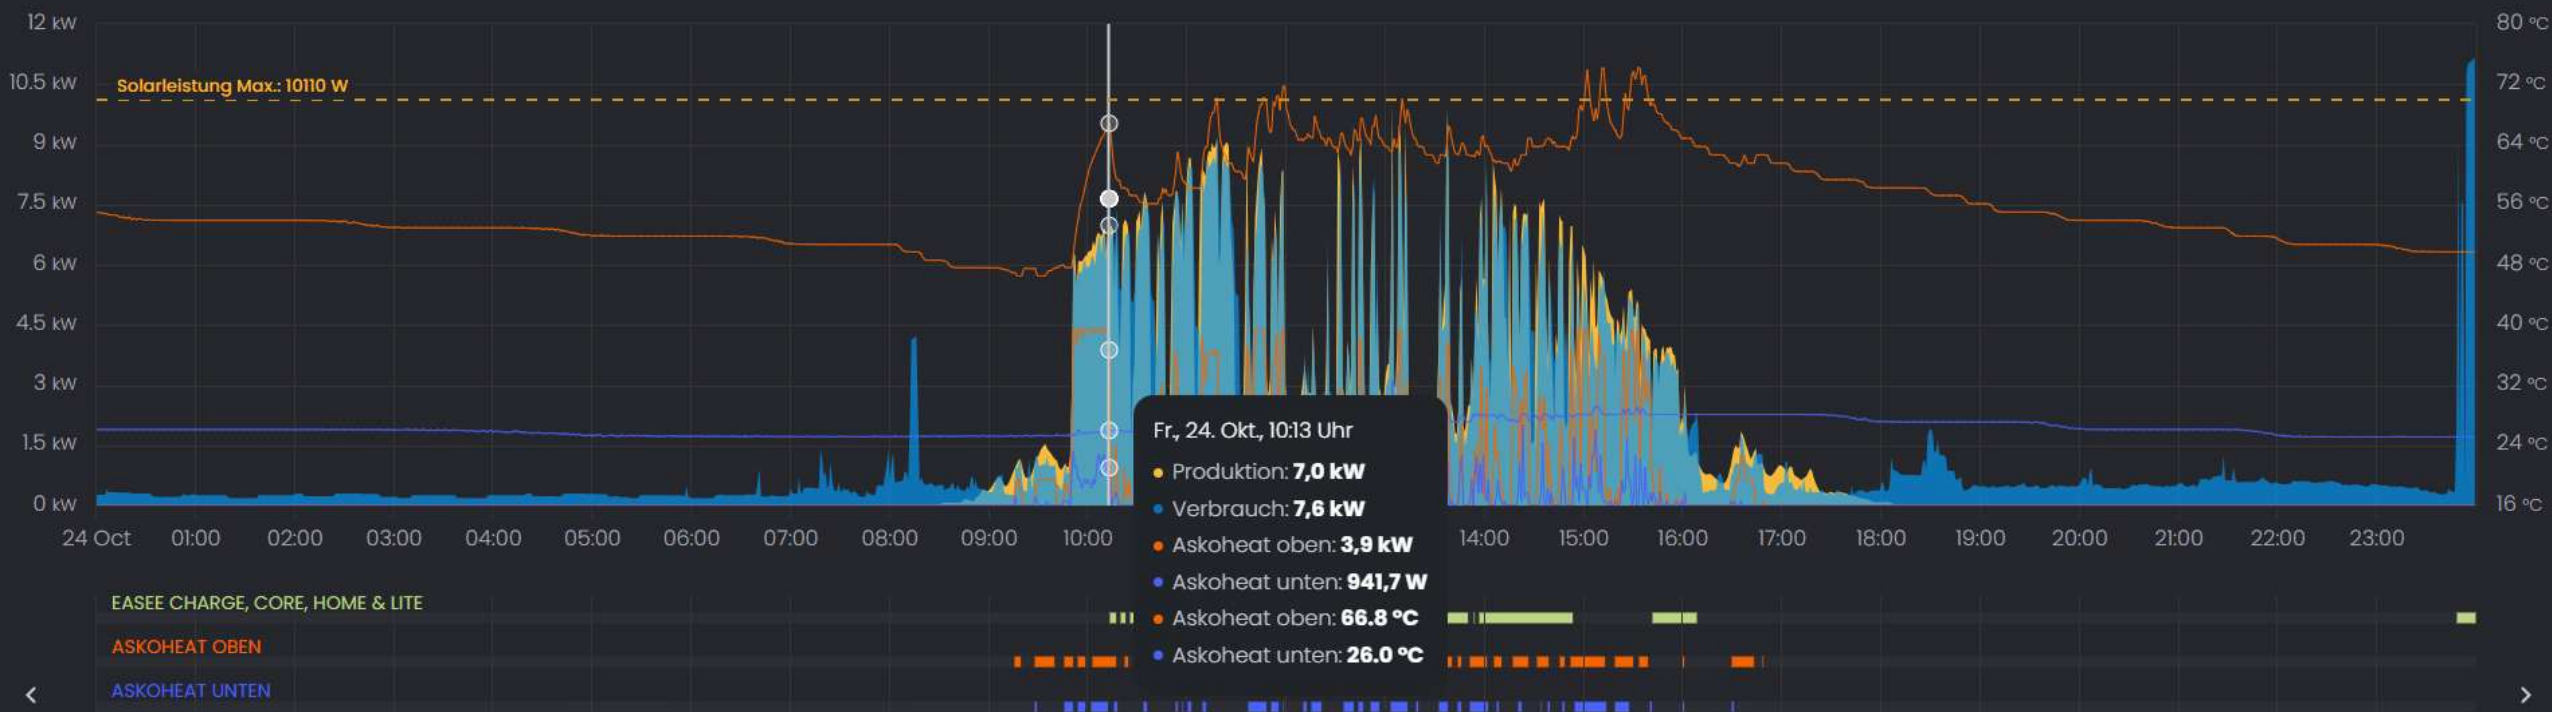 12 kW
80 °C
10.5 kW
Solarleistung Max.: 10110 W
72 °C
9 kW
64 °C
7.5 kW
56 °C
6 kW
48 °C
4.5 kW
40 °C
3 kW
32 °C
1.5 kW
24 °C
0 kW
16 °C
24 Oct 01:00 02:00 03:00 04:00 05:00 06:00 07:00 08:00 09:00 10:00 14:00 15:00 16:00 17:00 18:00 19:00 20:00 21:00 22:00 23:00
Fr., 24. Okt., 10:13 Uhr
Produktion: 7,0 kW
Verbrauch: 7,6 kW
Askoheat oben: 3,9 kW
Askoheat unten: 941,7 W
Askoheat oben: 66.8 °C
Askoheat unten: 26.0 °C
EASEE CHARGE, CORE, HOME & LITE
ASKOHEAT OBEN
ASKOHEAT UNTEN